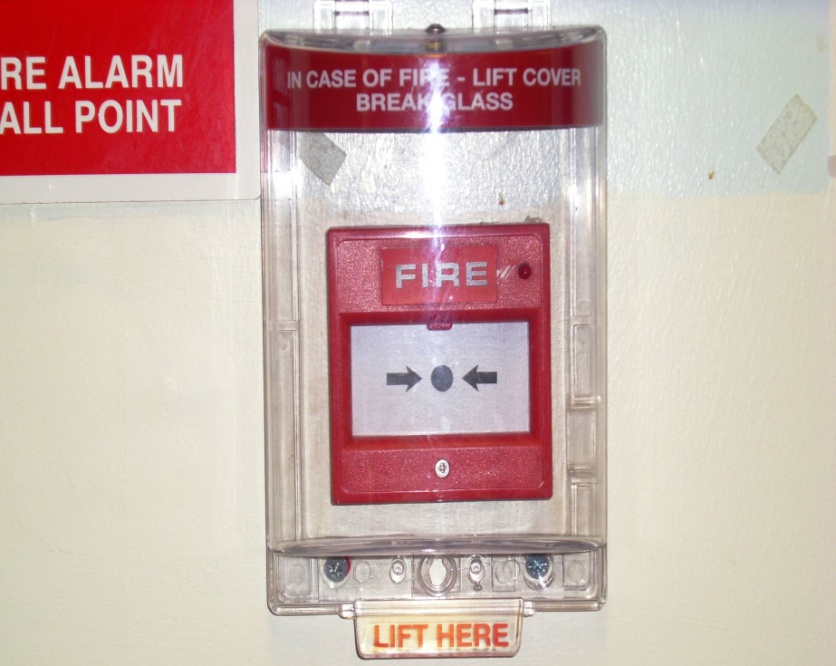 RE ALARM
ALL POINT
IN CASE OF FIRE - LIFT COVER
BREAK GLASS
FIRE
LIFT HERE